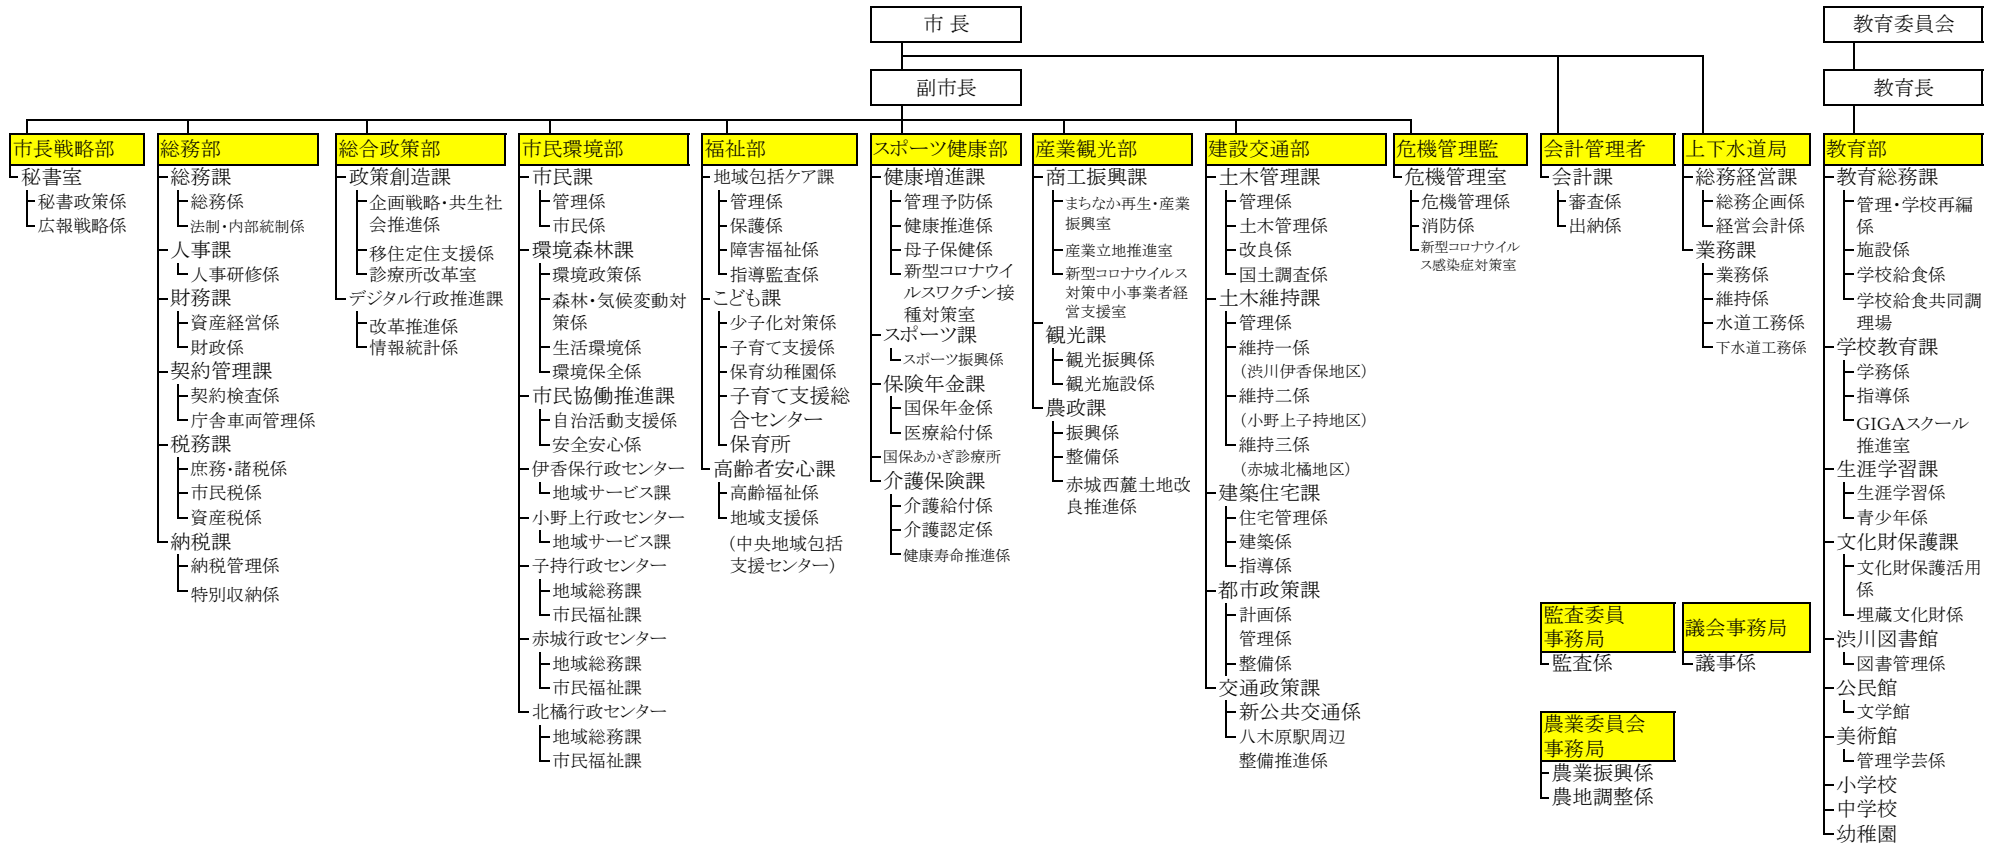 市 長
副市長
教育委員会
教育長
市長戦略部
秘書室
秘書政策係
広報戦略係
総務部
総務課
総務係
法制・内部統制係
人事課
人事研修係
財務課
資産経営係
財政係
契約管理課
契約検査係
庁舎車両管理係
税務課
庶務・諸税係
市民税係
資産税係
納税課
納税管理係
特別収納係
総合政策部
政策創造課
企画戦略・共生社
会推進係
移住定住支援係
診療所改革室
デジタル行政推進課
改革推進係
情報統計係
市民環境部
市民課
管理係
市民係
環境森林課
環境政策係
森林・気候変動対
策係
生活環境係
環境保全係
市民協働推進課
自治活動支援係
安全安心係
伊香保行政センター
地域サービス課
小野上行政センター
地域サービス課
子持行政センター
地域総務課
市民福祉課
赤城行政センター
地域総務課
市民福祉課
北橘行政センター
地域総務課
市民福祉課
福祉部
地域包括ケア課
管理係
保護係
障害福祉係
指導監査係
こども課
少子化対策係
子育て支援係
保育幼稚園係
子育て支援総
合センター
保育所
高齢者安心課
高齢福祉係
地域支援係
(中央地域包括
支援センター)
スポーツ健康部
健康増進課
管理予防係
健康推進係
母子保健係
新型コロナウイ
ルスワクチン接
種対策室
スポーツ課
スポーツ振興係
保険年金課
国保年金係
医療給付係
国保あかぎ診療所
介護保険課
介護給付係
介護認定係
健康寿命推進係
産業観光部
商工振興課
まちなか再生・産業
振興室
産業立地推進室
新型コロナウイルス
対策中小事業者経
営支援室
観光課
観光振興係
観光施設係
農政課
振興係
整備係
赤城西麓土地改
良推進係
建設交通部
土木管理課
管理係
土木管理係
改良係
国土調査係
土木維持課
管理係
維持一係
(渋川伊香保地区)
維持二係
(小野上子持地区)
維持三係
(赤城北橘地区)
建築住宅課
住宅管理係
建築係
指導係
都市政策課
計画係
管理係
整備係
交通政策課
新公共交通係
八木原駅周辺
整備推進係
危機管理監
危機管理室
危機管理係
消防係
新型コロナウイル
ス感染症対策室
会計管理者
会計課
審査係
出納係
上下水道局
総務経営課
総務企画係
経営会計係
業務課
業務係
維持係
水道工務係
下水道工務係
監査委員
事務局
監査係
議会事務局
議事係
農業委員会
事務局
農業振興係
農地調整係
教育部
教育総務課
管理・学校再編
係
施設係
学校給食係
学校給食共同調
理場
学校教育課
学務係
指導係
GIGAスクール
推進室
生涯学習課
生涯学習係
青少年係
文化財保護課
文化財保護活用
係
埋蔵文化財係
渋川図書館
図書管理係
公民館
文学館
美術館
管理学芸係
小学校
中学校
幼稚園